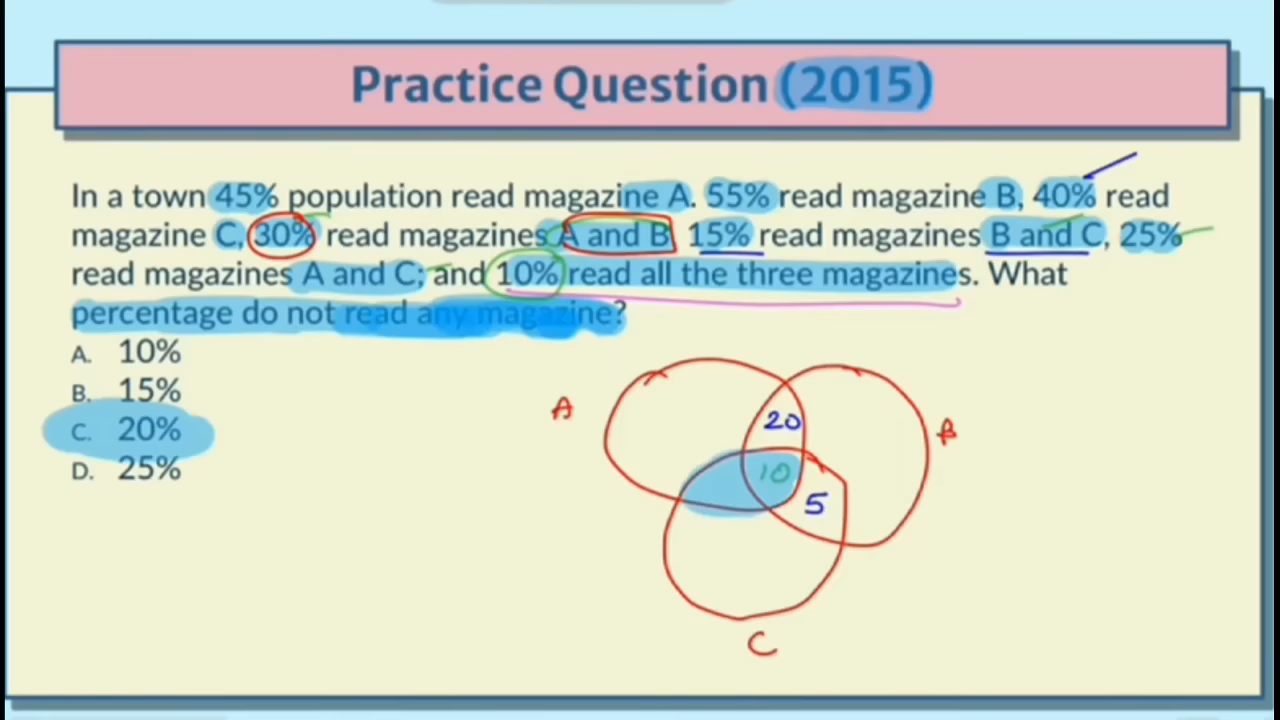 Practice Question (2015)
In a town 45% population read magazine A. 55% read magazine B, 40% read
magazine C, 30% read magazines A and B 15% read magazines B and C, 25%
read magazines A and C; and 10% read all the three magazines. What
percentage do not read any magazine?
A. 10%
B. 15%
C. 20%
D. 25%
A
20
B
10
5
C